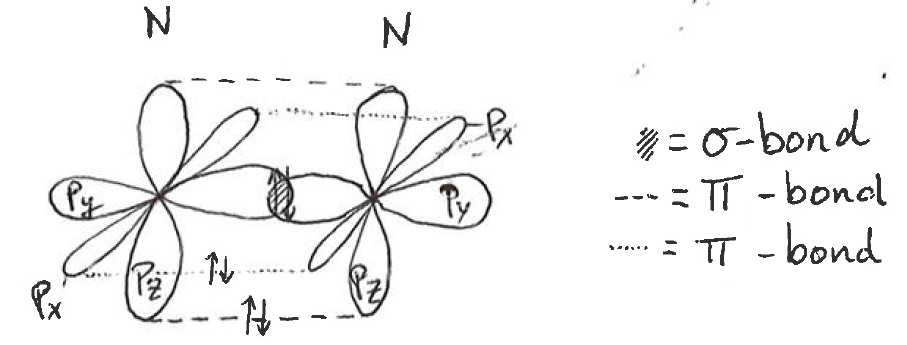 N N
Px
Py Py
Px Pz Pz
= σ-bond
--- = π-bond
..... = π-bond